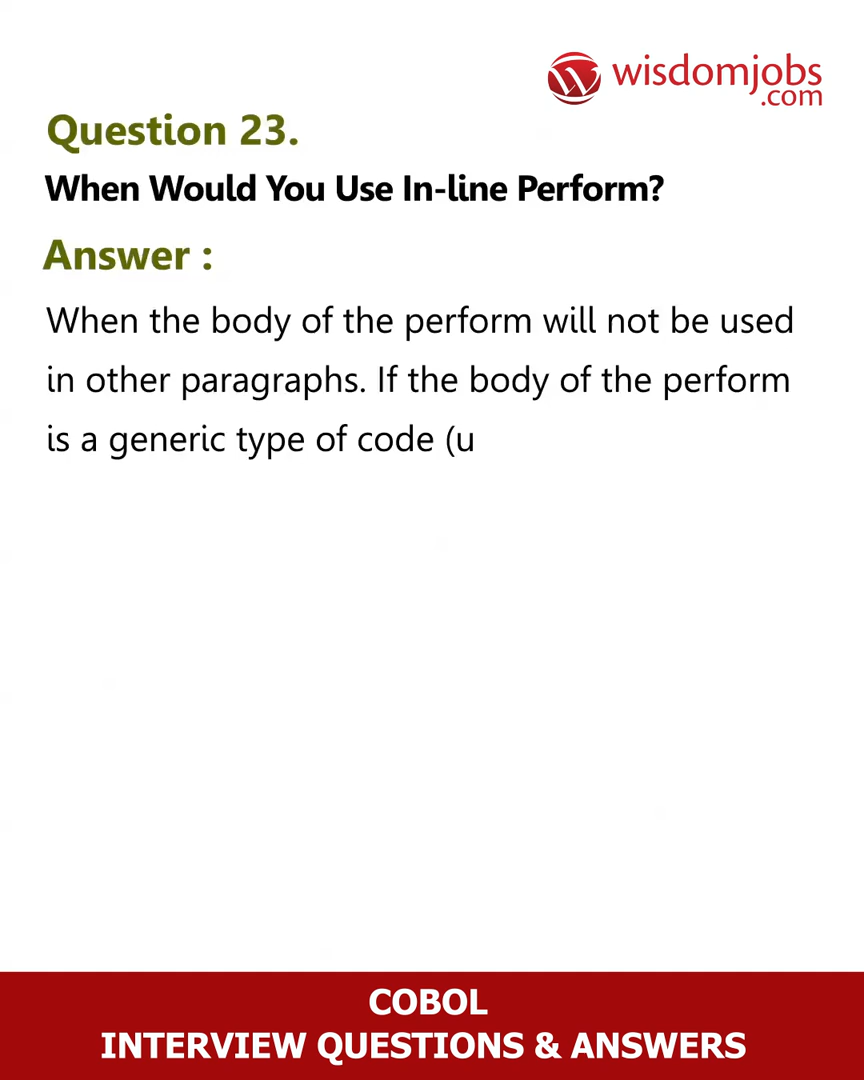 wisdomjobs
.com
Question 23.
When Would You Use In-line Perform?
Answer :
When the body of the perform will not be used
in other paragraphs. If the body of the perform
is a generic type of code (u
COBOL
INTERVIEW QUESTIONS & ANSWERS